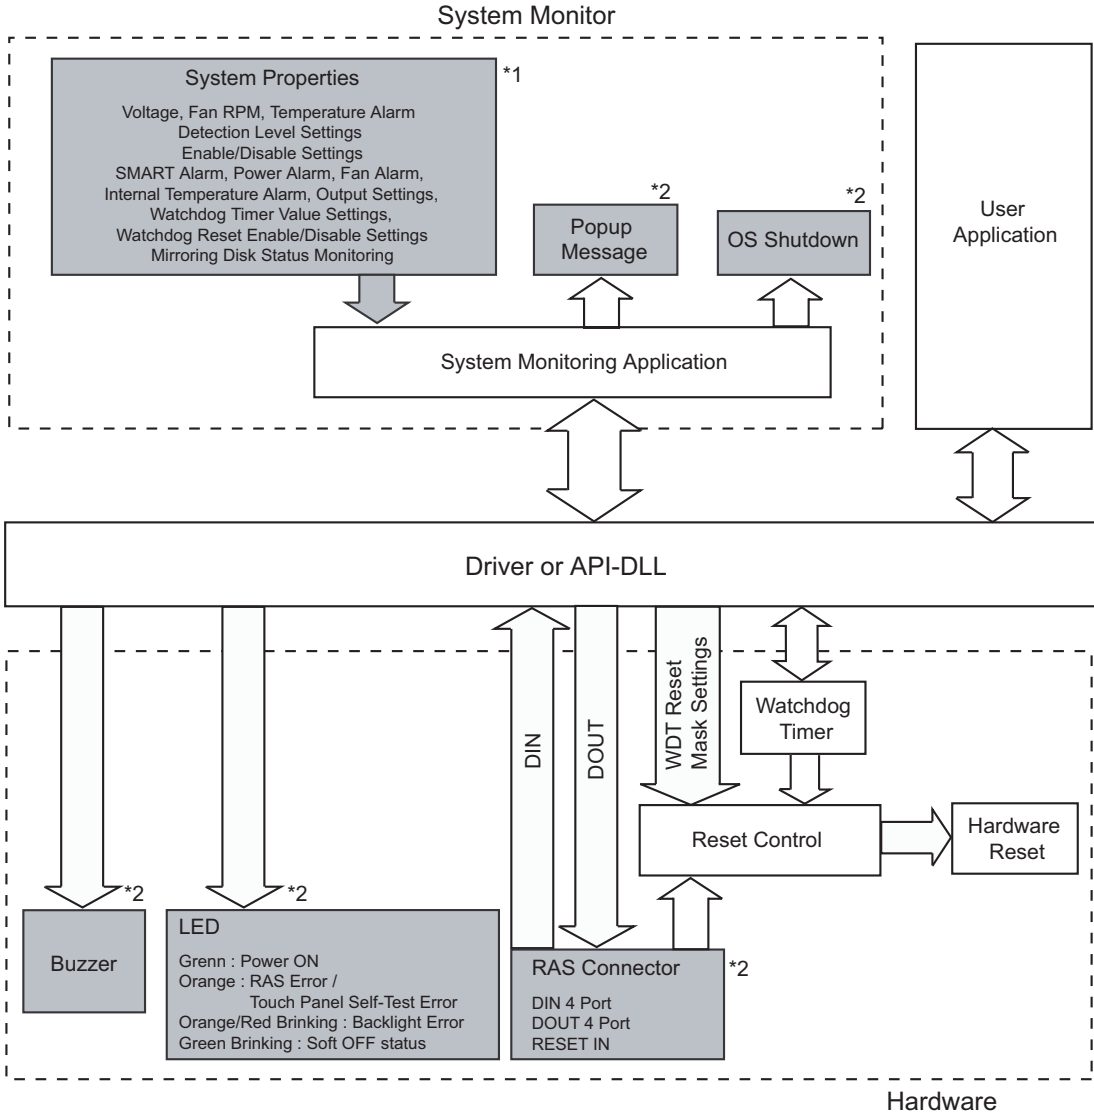 System Monitor
System Properties
*1
Voltage, Fan RPM, Temperature Alarm
Detection Level Settings
Enable/Disable Settings
SMART Alarm, Power Alarm, Fan Alarm,
Internal Temperature Alarm, Output Settings,
Watchdog Timer Value Settings,
Watchdog Reset Enable/Disable Settings
Mirroring Disk Status Monitoring
*2
Popup
Message
*2
OS Shutdown
User
Application
System Monitoring Application
Driver or API-DLL
DIN
DOUT
WDT Reset
Mask Settings
Watchdog
Timer
Reset Control
Hardware
Reset
*2
Buzzer
*2
LED
Grenn : Power ON
Orange : RAS Error /
Touch Panel Self-Test Error
Orange/Red Brinking : Backlight Error
Green Brinking : Soft OFF status
RAS Connector
*2
DIN 4 Port
DOUT 4 Port
RESET IN
Hardware